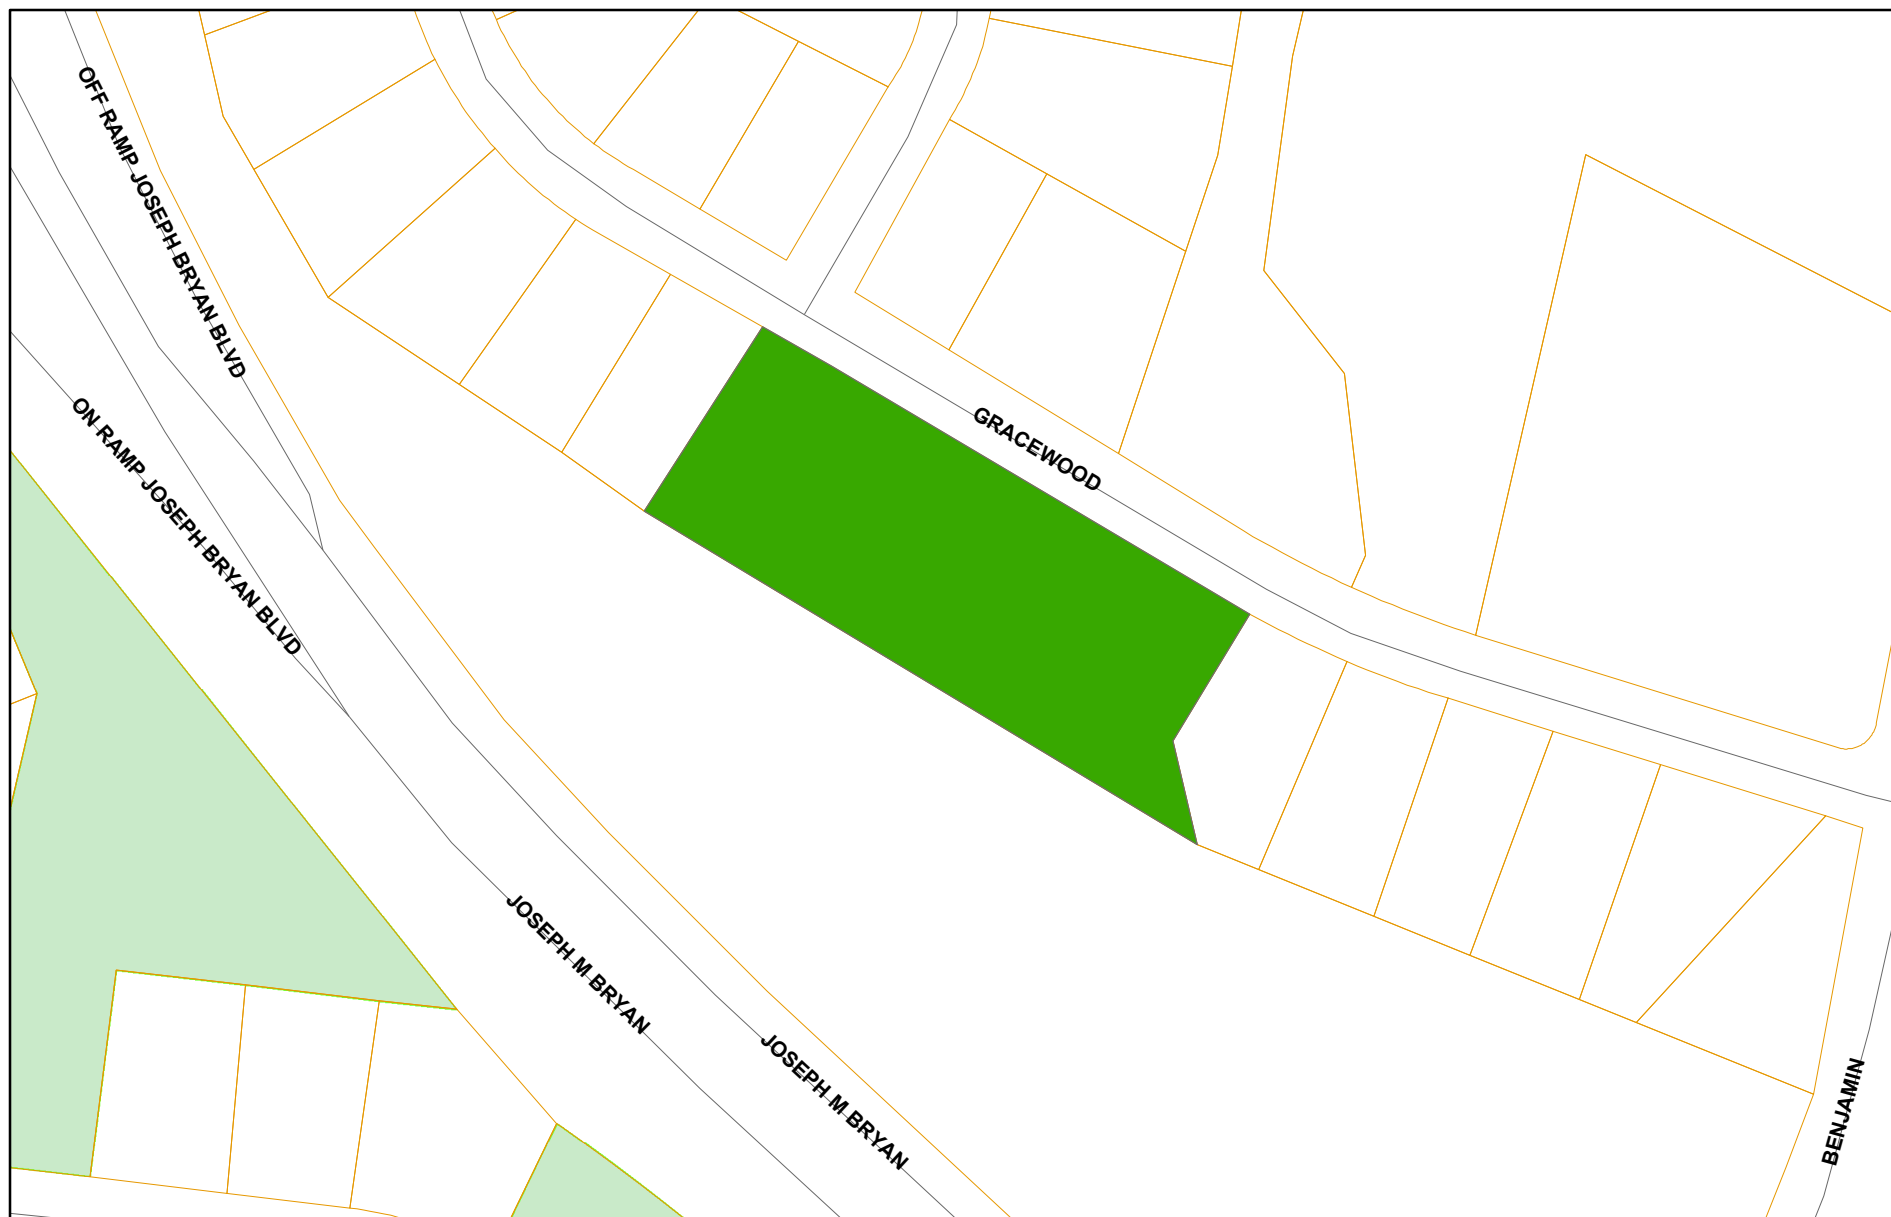 OFF RAMP JOSEPH BRYAN BLVD
ON RAMP JOSEPH BRYAN BLVD
GRACEWOOD
JOSEPH M BRYAN
JOSEPH M BRYAN
BENJAMIN